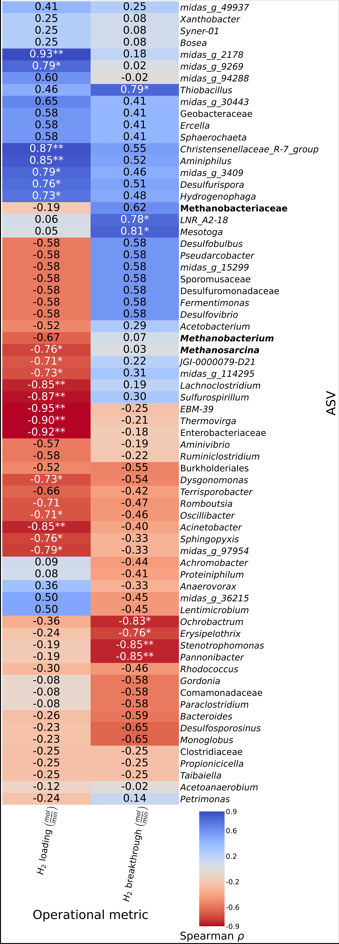 0.41 0.25 midas_g_49937
0.25 0.08 Xanthobacter
0.25 0.08 Syner-01
0.25 0.08 Bosea
0.93** 0.18 midas_g_2178
0.79* 0.02 midas_g_9269
0.60 -0.02 midas_g_94288
0.46 0.79* Thiobacillus
0.65 0.41 midas_g_30443
0.58 0.41 Geobacteraceae
0.58 0.41 Ercella
0.58 0.41 Sphaerochaeta
0.87** 0.55 Christensenellaceae_R-7_group
0.85** 0.52 Aminiphilus
0.79* 0.46 midas_g_3409
0.76* 0.51 Desulfurispora
0.73* 0.48 Hydrogenophaga
-0.19 0.62 Methanobacteriaceae
0.06 0.78* LNR_A2-18
0.05 0.81* Mesotoga
-0.58 0.58 Desulfobulbus
-0.58 0.58 Pseudarcobacter
-0.58 0.58 midas_g_15299
-0.58 0.58 Sporomusaceae
-0.58 0.58 Desulfuromonadaceae
-0.58 0.58 Fermentimonas
-0.58 0.58 Desulfovibrio
-0.52 0.29 Acetobacterium
-0.67 0.07 Methanobacterium
-0.76* 0.03 Methanosarcina
-0.71* 0.22 JGI-0000079-D21
-0.73* 0.31 midas_g_114295
-0.85** 0.19 Lachnoclostridium
-0.87** 0.30 Sulfurospirillum
-0.95** -0.25 EBM-39
-0.90** -0.21 Thermovirga
-0.92** -0.18 Enterobacteriaceae
-0.57 -0.19 Aminivibrio
-0.58 -0.22 Ruminiclostridium
-0.52 -0.55 Burkholderiales
-0.73* -0.54 Dysgonomonas
-0.66 -0.42 Terrisporobacter
-0.71 -0.47 Romboutsia
-0.71* -0.46 Oscillibacter
-0.85** -0.40 Acinetobacter
-0.76* -0.33 Sphingopyxis
-0.79* -0.33 midas_g_97954
0.09 -0.44 Achromobacter
0.08 -0.41 Proteiniphilum
0.36 -0.33 Anaerovorax
0.50 -0.45 midas_g_36215
0.50 -0.45 Lentimicrobium
-0.36 -0.83* Ochrobactrum
-0.24 -0.76* Erysipelothrix
-0.19 -0.85** Stenotrophomonas
-0.19 -0.85** Pannonibacter
-0.30 -0.46 Rhodococcus
-0.08 -0.58 Gordonia
-0.08 -0.58 Comamonadaceae
-0.08 -0.58 Paraclostridium
-0.26 -0.59 Bacteroides
-0.23 -0.65 Desulfosporosinus
-0.23 -0.65 Monoglobus
-0.25 -0.25 Clostridiaceae
-0.25 -0.25 Propionicicella
-0.25 -0.25 Taibaiella
-0.12 -0.02 Acetoanaerobium
-0.24 0.14 Petrimonas
ASV
H2 loading (mol/min)
H2 breakthrough (mol/min)
Operational metric
0.9
0.6
0.2
-0.2
-0.6
-0.9
Spearman ρ